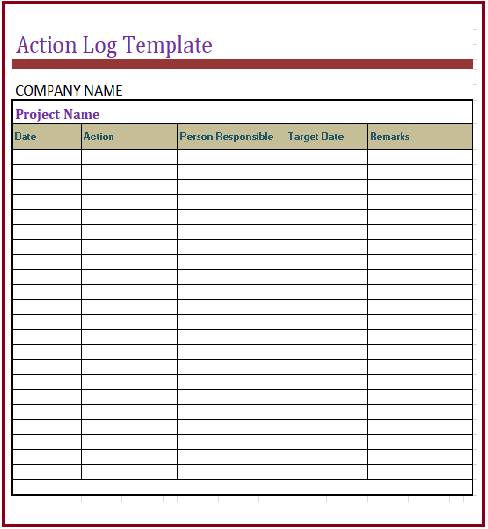 Action Log Template
COMPANY NAME
Project Name
Date Action Person Responsible Target Date Remarks